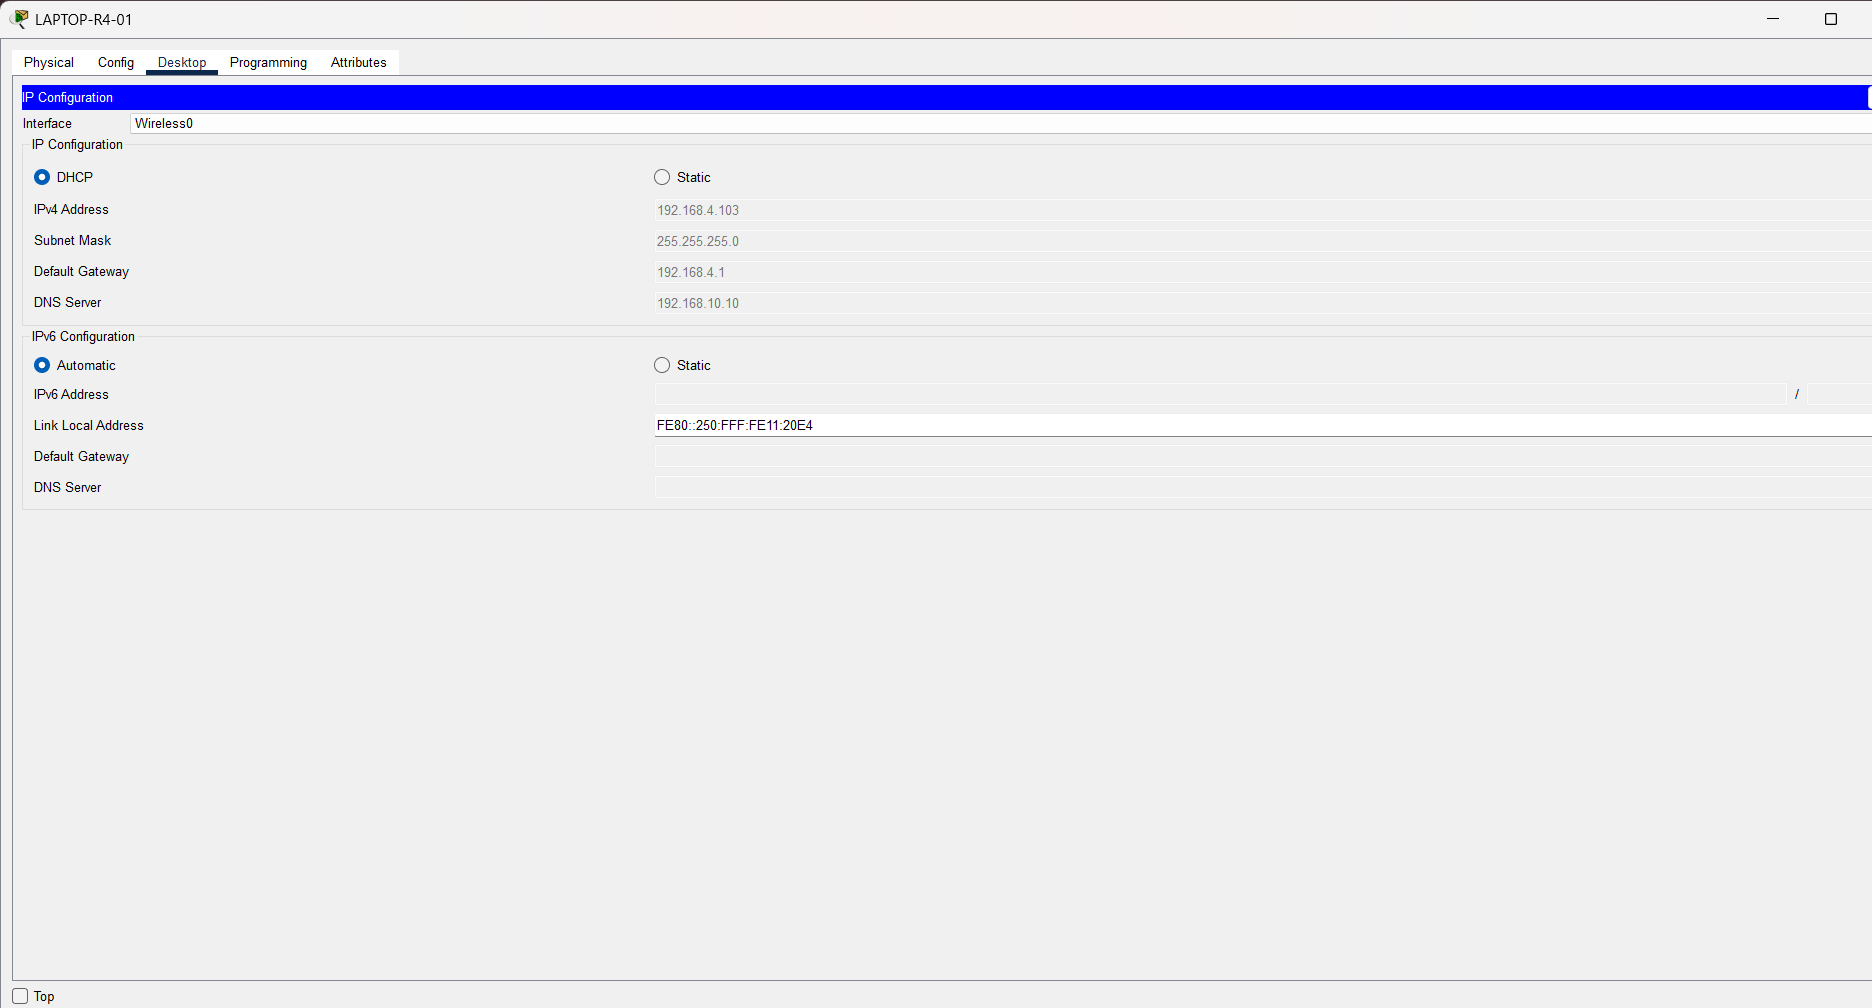 LAPTOP-R4-01
Physical Config Desktop Programming Attributes
IP Configuration
Interface Wireless0
IP Configuration
DHCP Static
IPv4 Address 192.168.4.103
Subnet Mask 255.255.255.0
Default Gateway 192.168.4.1
DNS Server 192.168.10.10
IPv6 Configuration
Automatic Static
IPv6 Address /
Link Local Address FE80::250:FFF:FE11:20E4
Default Gateway
DNS Server
Top